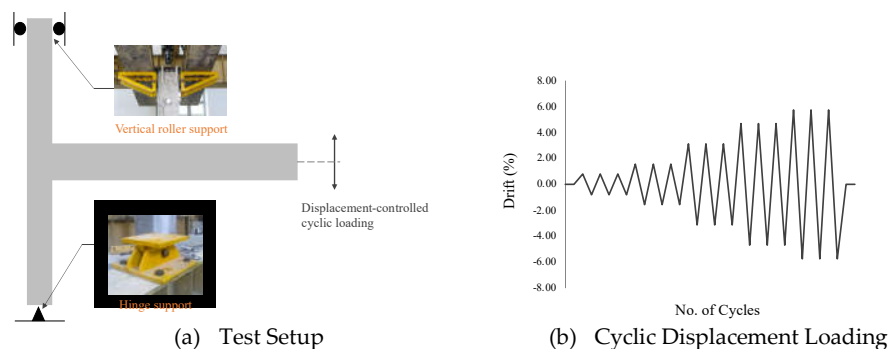 Vertical roller support
Displacement-controlled
cyclic loading
Hinge support
(a) Test Setup
8.00
6.00
4.00
2.00
0.00
-2.00
-4.00
-6.00
-8.00
Drift (%)
No. of Cycles
(b) Cyclic Displacement Loading